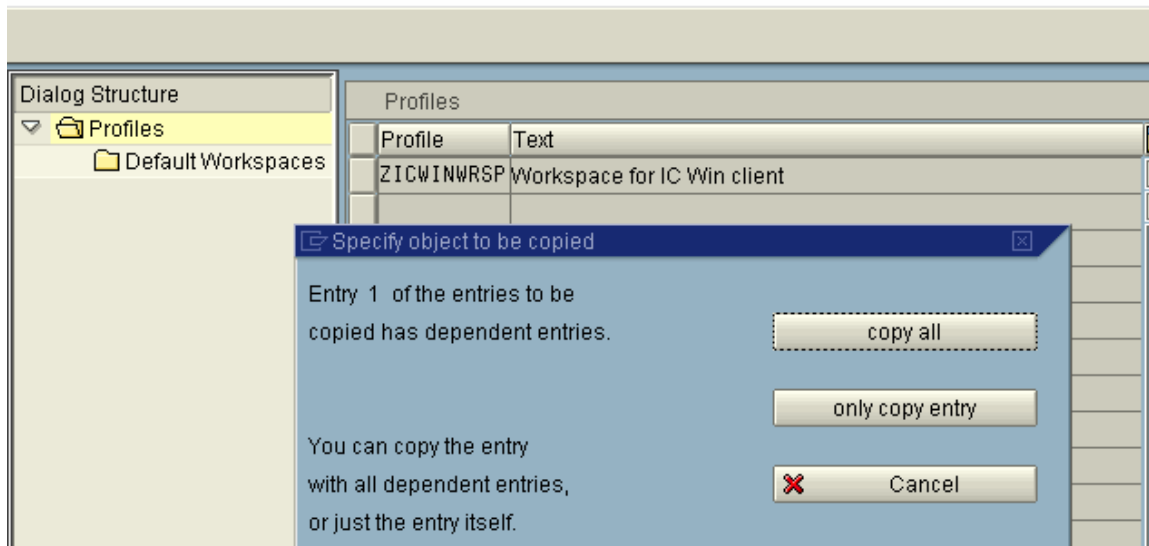 Dialog Structure
Profiles
Default Workspaces
Profiles
Profile Text
ZICWINWRSP Workspace for IC Win client
Specify object to be copied
Entry 1 of the entries to be
copied has dependent entries.
copy all
only copy entry
You can copy the entry
with all dependent entries,
Cancel
or just the entry itself.